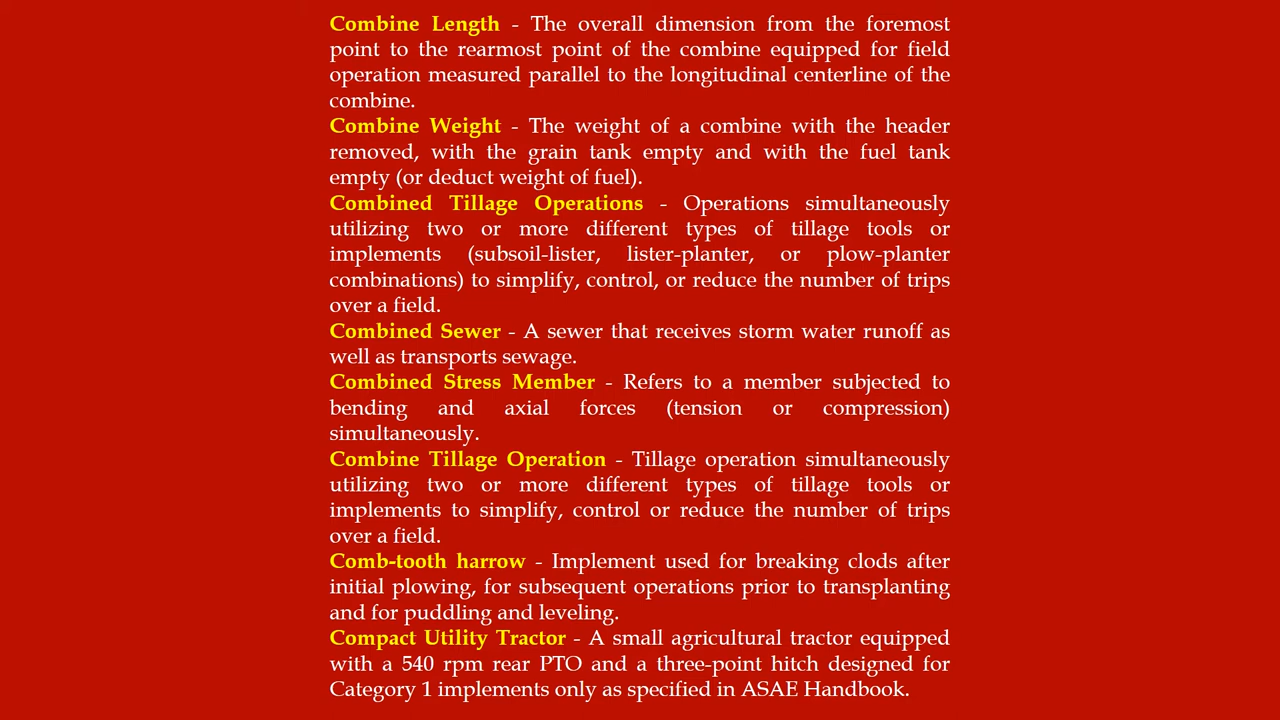 Combine Length - The overall dimension from the foremost
point to the rearmost point of the combine equipped for field
operation measured parallel to the longitudinal centerline of the
combine.
Combine Weight - The weight of a combine with the header
removed, with the grain tank empty and with the fuel tank
empty (or deduct weight of fuel).
Combined Tillage Operations - Operations simultaneously
utilizing two or more different types of tillage tools or
implements (subsoil-lister, lister-planter, or plow-planter
combinations) to simplify, control, or reduce the number of trips
over a field.
Combined Sewer - A sewer that receives storm water runoff as
well as transports sewage.
Combined Stress Member - Refers to a member subjected to
bending and axial forces (tension or compression)
simultaneously.
Combine Tillage Operation - Tillage operation simultaneously
utilizing two or more different types of tillage tools or
implements to simplify, control or reduce the number of trips
over a field.
Comb-tooth harrow - Implement used for breaking clods after
initial plowing, for subsequent operations prior to transplanting
and for puddling and leveling.
Compact Utility Tractor - A small agricultural tractor equipped
with a 540 rpm rear PTO and a three-point hitch designed for
Category 1 implements only as specified in ASAE Handbook.